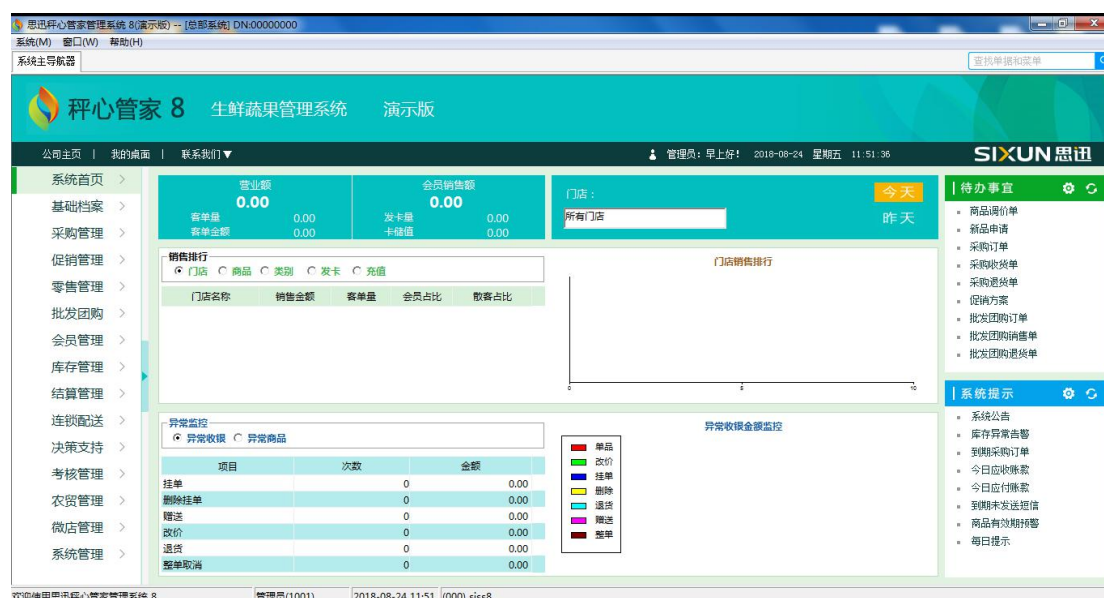 思迅秤心管家管理系统 8(演示版) -- [总部系统] DN:00000000
系统(M) 窗口(W) 帮助(H)
系统主导航器 查找单据和菜单
秤心管家 8 生鲜蔬果管理系统 演示版
公司主页 | 我的桌面 | 联系我们▼ 管理员: 早上好! 2018-08-24 星期五 11:51:36 SIXUN思迅
系统首页
基础档案
采购管理
促销管理
零售管理
批发团购
会员管理
库存管理
结算管理
连锁配送
决策支持
考核管理
农贸管理
微店管理
系统管理
营业额 会员销售额
0.00 0.00
客单量 0.00 发卡量 0.00
客单金额 0.00 卡储值 0.00
门店: 今天
所有门店 昨天
销售排行
门店 商品 类别 发卡 充值
门店名称 销售金额 客单量 会员占比 散客占比
门店销售排行
0 5 10
异常监控
异常收银 异常商品
项目 次数 金额
挂单 0 0.00
删除挂单 0 0.00
赠送 0 0.00
改价 0 0.00
退货 0 0.00
整单取消 0 0.00
异常收银金额监控
单品
改价
挂单
删除
退货
赠送
整单
待办事宜
商品调价单
新品申请
采购订单
采购收货单
采购退货单
促销方案
批发团购订单
批发团购销售单
批发团购退货单
系统提示
系统公告
库存异常告警
到期采购订单
今日应收账款
今日应付账款
到期未发送短信
商品有效期预警
每日提示
欢迎使用思迅秤心管家管理系统 8 管理员(1001) 2018-08-24 11:51 (000) siss8